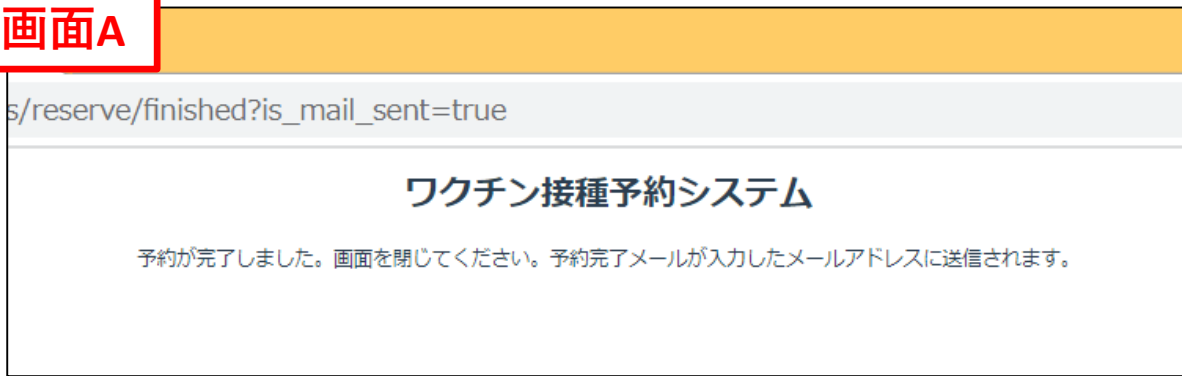 画面A
s/reserve/finished?is_mail_sent=true
ワクチン接種予約システム
予約が完了しました。画面を閉じてください。予約完了メールが入力したメールアドレスに送信されます。